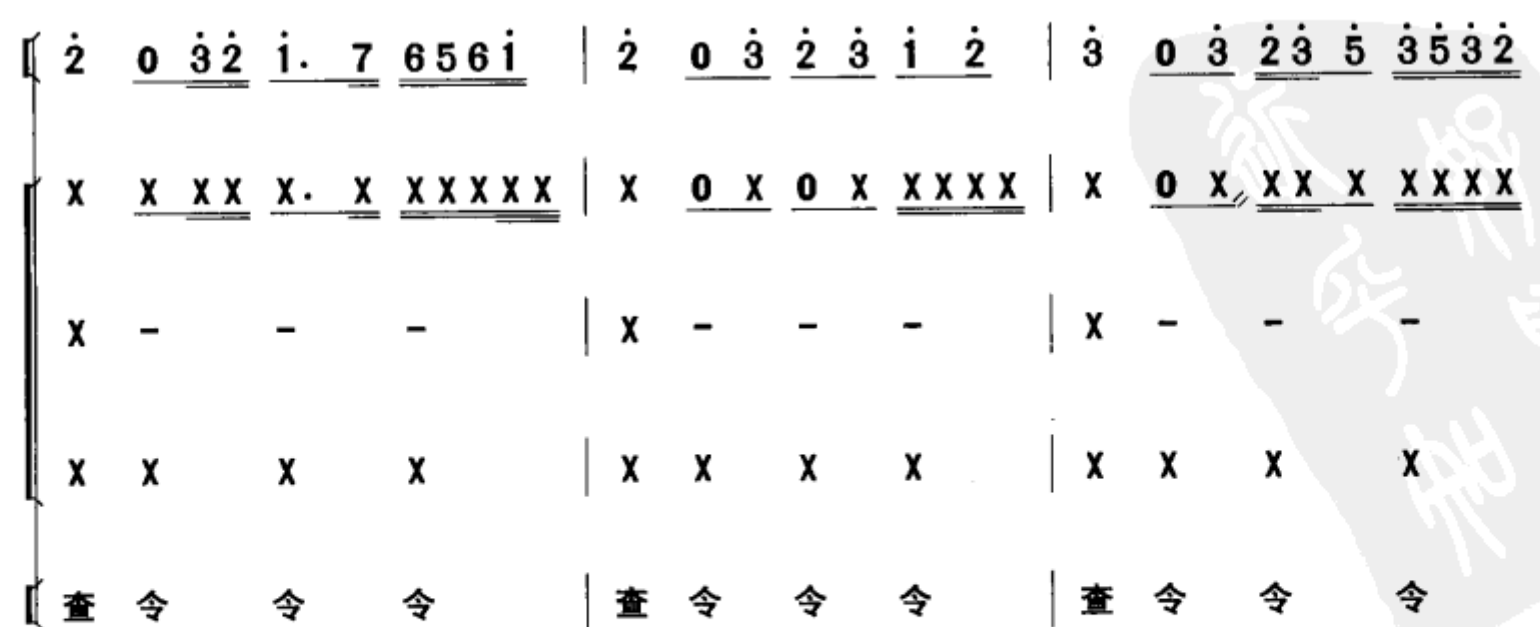 2̇ 0 3̇ 2̇ 1̇. 7 6 5 6 1̇ | 2̇ 0 3̇ 2̇ 3̇ 1̇ 2̇ | 3̇ 0 3̇ 2̇ 3̇ 5̇ 3̇ 5̇ 3̇ 2̇
X X X X X. X X X X X X | X 0 X 0 X X X X X | X 0 X X X X X X X X
X - - - | X - - - | X - - -
X X X X | X X X X | X X X X
查 令 令 令 | 查 令 令 令 | 查 令 令 令